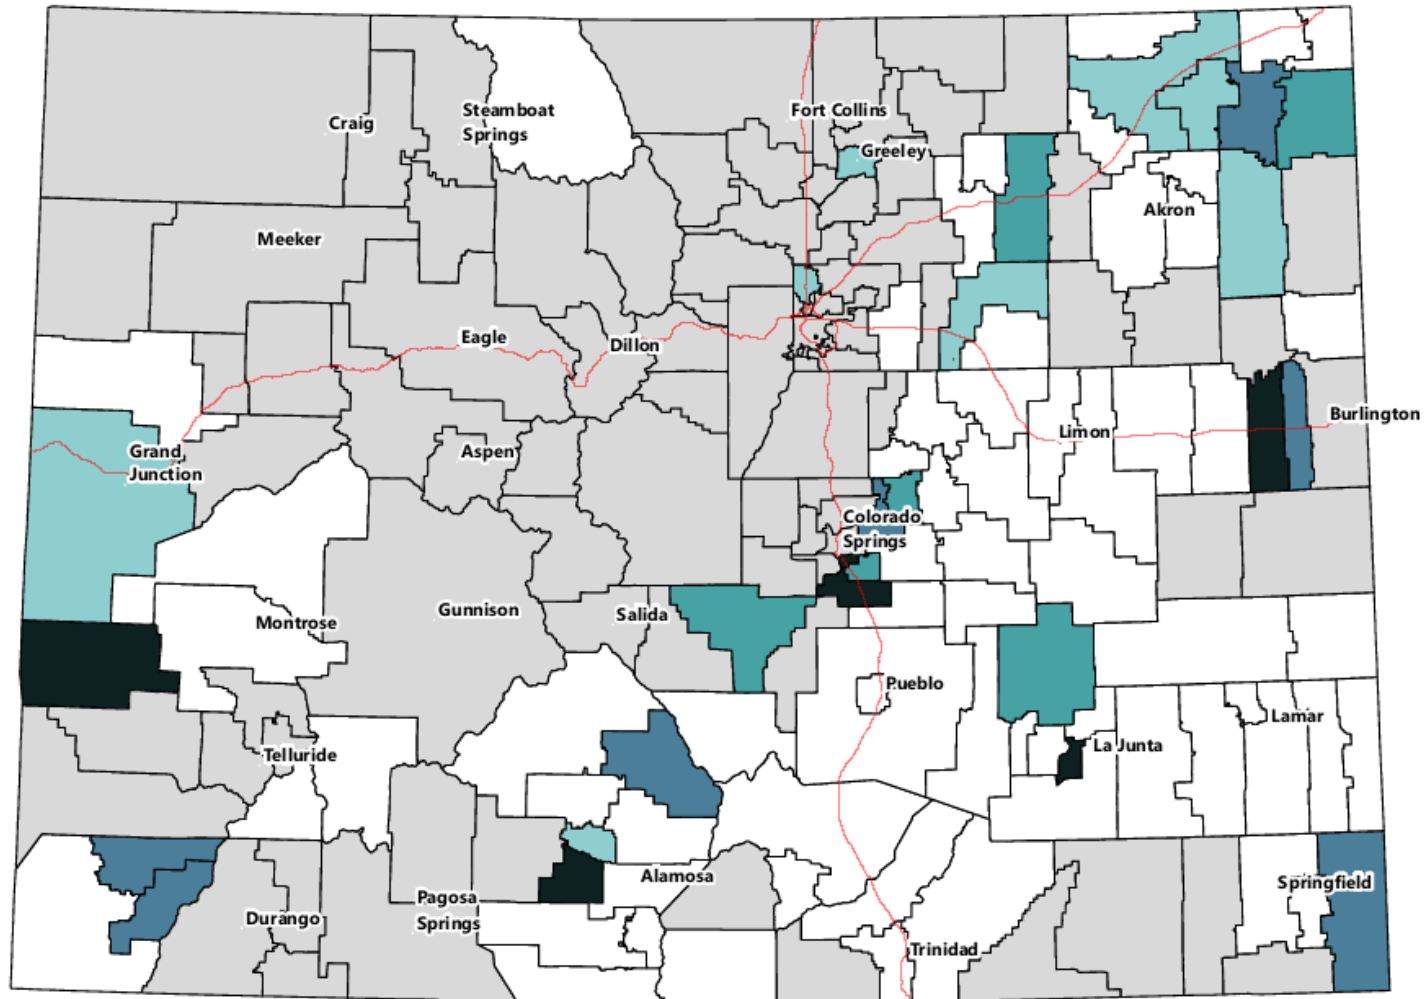 Craig
Steamboat
Springs
Fort Collins
Greeley
Meeker
Akron
Eagle
Dillon
Burlington
Limon
Grand
Junction
Aspen
Colorado
Springs
Montrose
Gunnison
Salida
Pueblo
Lamar
La Junta
Telluride
Alamosa
Springfield
Pagosa
Springs
Durango
Trinidad